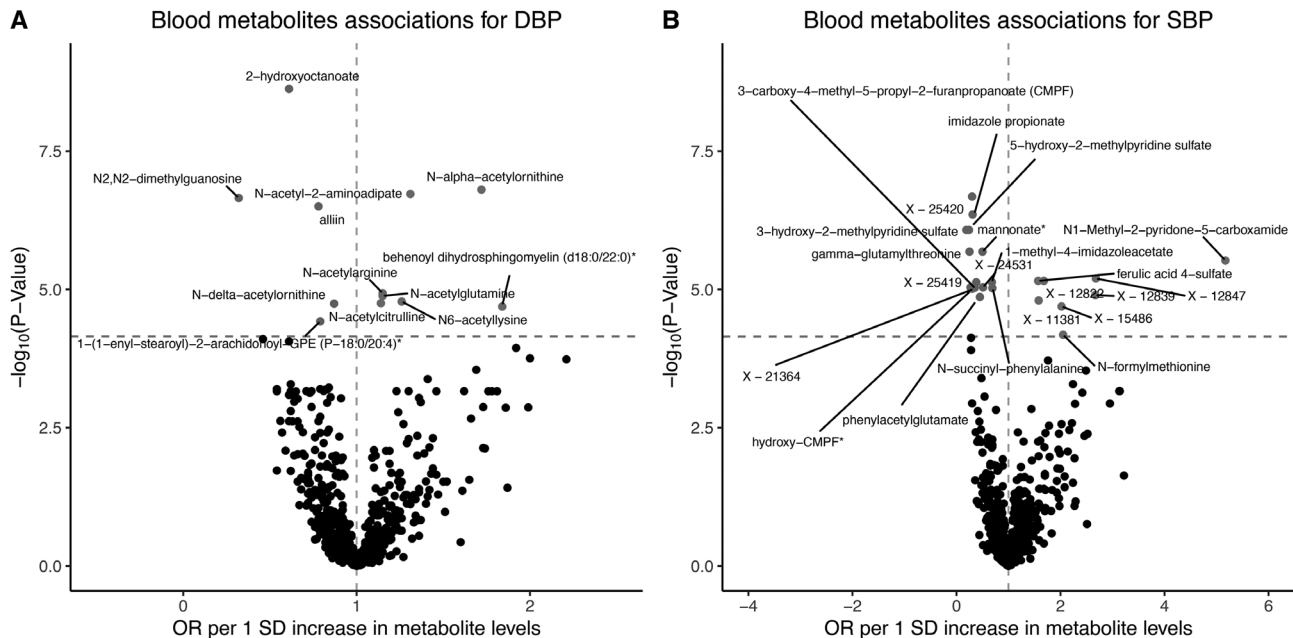 A
Blood metabolites associations for DBP
2-hydroxyoctanoate
N2,N2-dimethylguanosine
N-acetyl-2-aminoadipate
N-alpha-acetylornithine
alliin
behenoyl dihydrosphingomyelin (d18:0/22:0)*
N-acetylarginine
N-delta-acetylornithine
N-acetylglutamine
N-acetylcitrulline
N6-acetyllysine
1-(1-enyl-stearoyl)-2-arachidonoyl-GPE (P-18:0/20:4)*
7.5
5.0
2.5
0.0
-log10(P-Value)
0
1
2
OR per 1 SD increase in metabolite levels
B
Blood metabolites associations for SBP
3-carboxy-4-methyl-5-propyl-2-furanpropanoate (CMPF)
imidazole propionate
5-hydroxy-2-methylpyridine sulfate
X - 25420
3-hydroxy-2-methylpyridine sulfate
mannonate*
N1-Methyl-2-pyridone-5-carboxamide
gamma-glutamylthreonine
1-methyl-4-imidazoleacetate
X - 24531
ferulic acid 4-sulfate
X - 25419
X - 12822
X - 12839
X - 12847
X - 11381
X - 15486
N-succinyl-phenylalanine
N-formylmethionine
X - 21364
phenylacetylglutamate
hydroxy-CMPF*
7.5
5.0
2.5
0.0
-log10(P-Value)
-4
-2
0
2
4
6
OR per 1 SD increase in metabolite levels